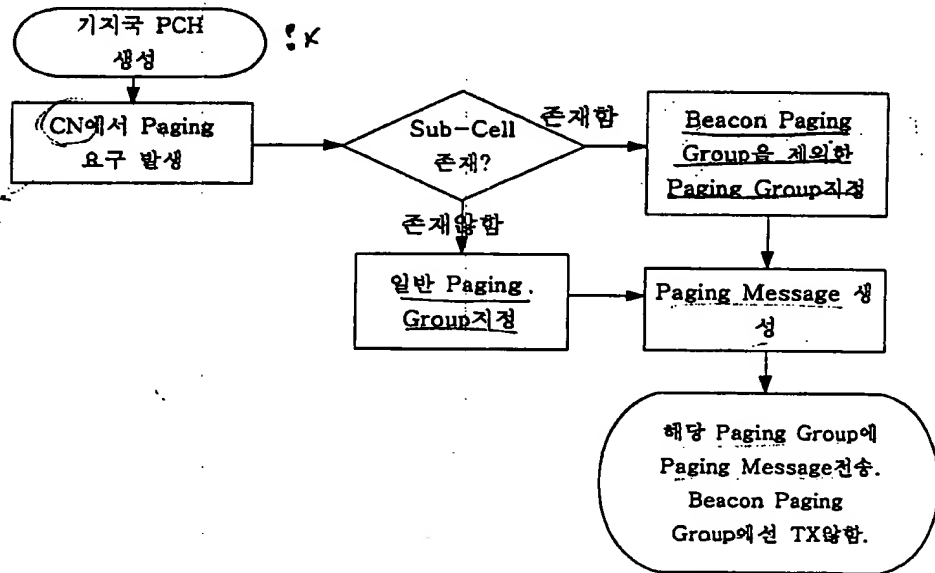 기지국 PCH
생성
CN에서 Paging
요구 발생
Sub-Cell
존재?
존재함
Beacon Paging
Group을 제외한
Paging Group지정
존재않함
일반 Paging.
Group지정
Paging Message 생
성
해당 Paging Group에
Paging Message전송.
Beacon Paging
Group에선 TX않함.